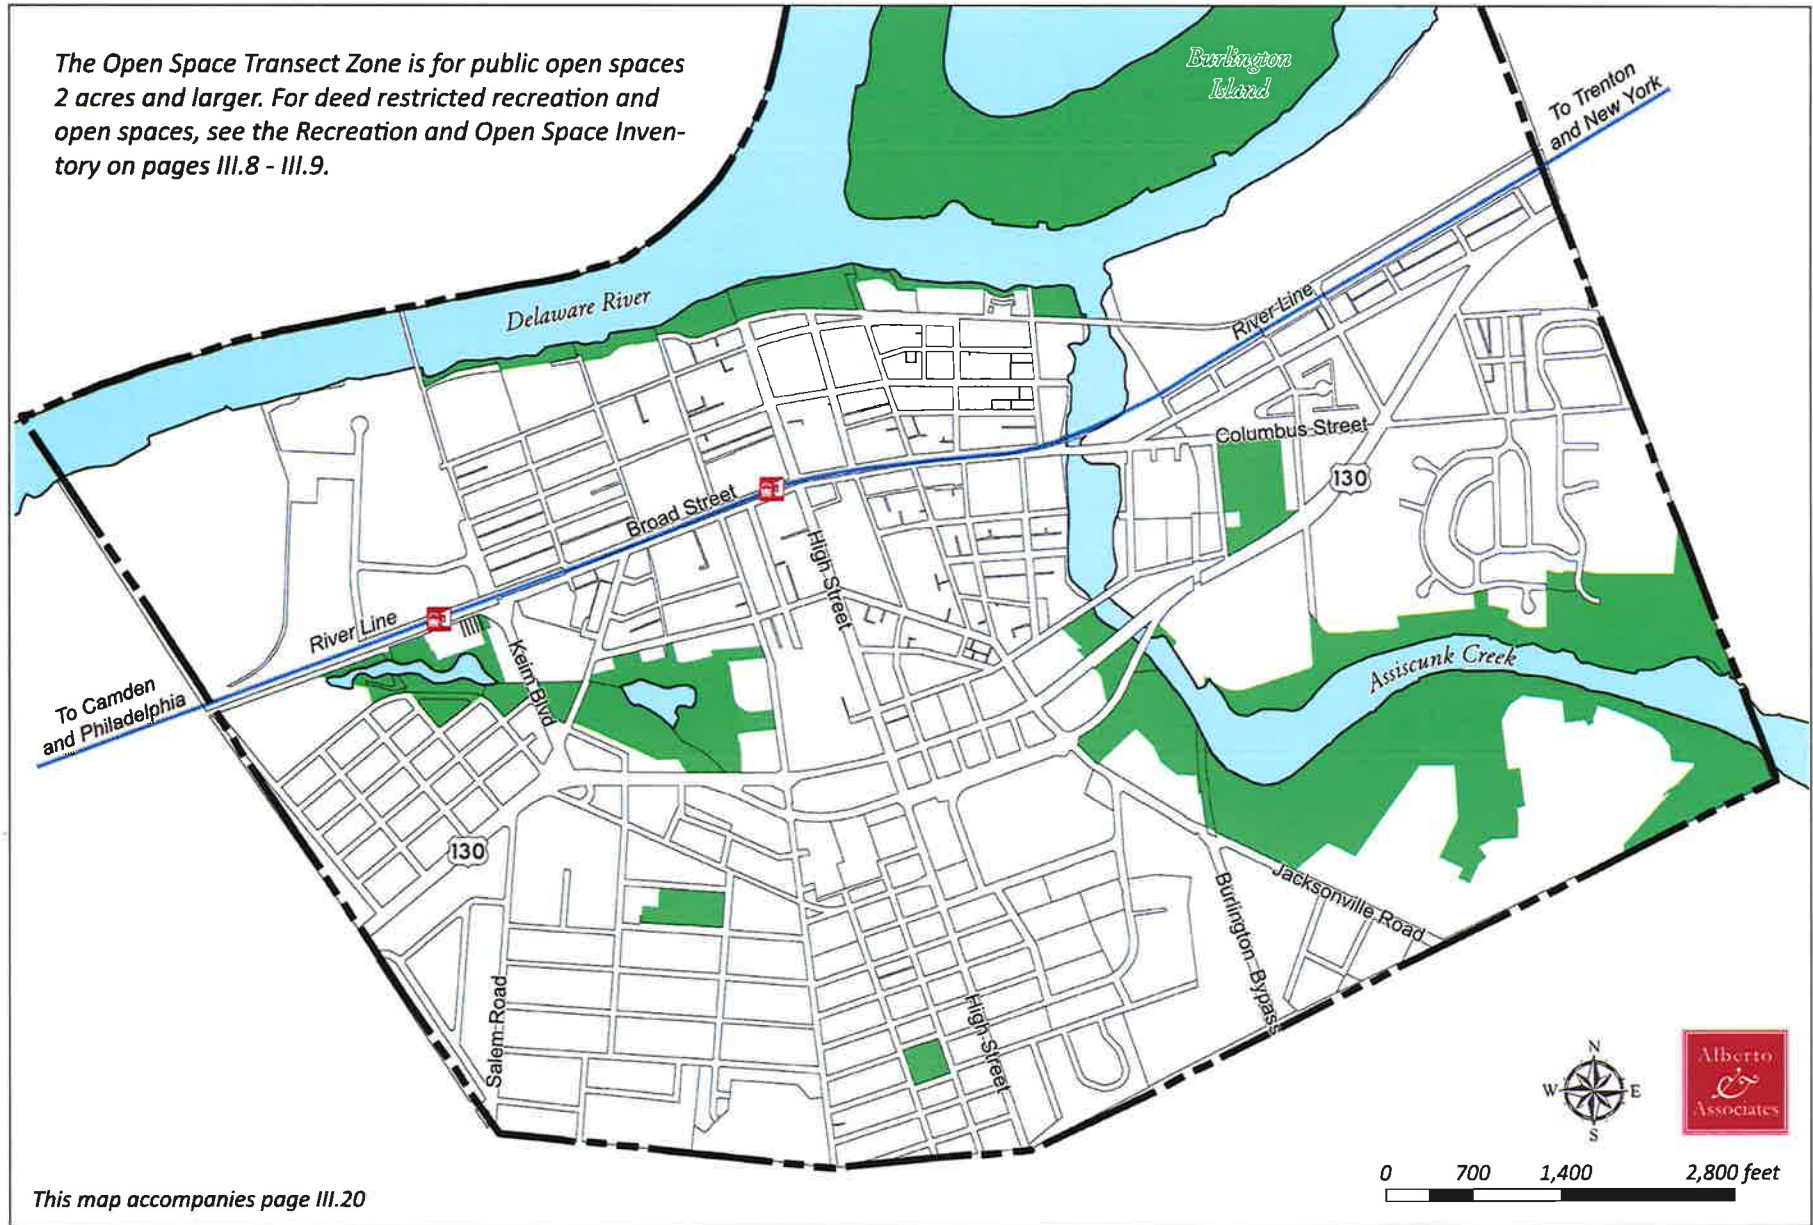 The Open Space Transect Zone is for public open spaces
2 acres and larger. For deed restricted recreation and
open spaces, see the Recreation and Open Space Inven-
tory on pages III.8 - III.9.
Burlington
Island
To Trenton
and New York
Delaware River
River Line
Columbus Street
130
Broad Street
High Street
River Line
Keim Blvd
Assiscunk Creek
To Camden
and Philadelphia
130
Jacksonville Road
Burlington Bypass
Salem Road
High Street
N
W
E
S
Alberto
&
Associates
0 700 1,400 2,800 feet
This map accompanies page III.20